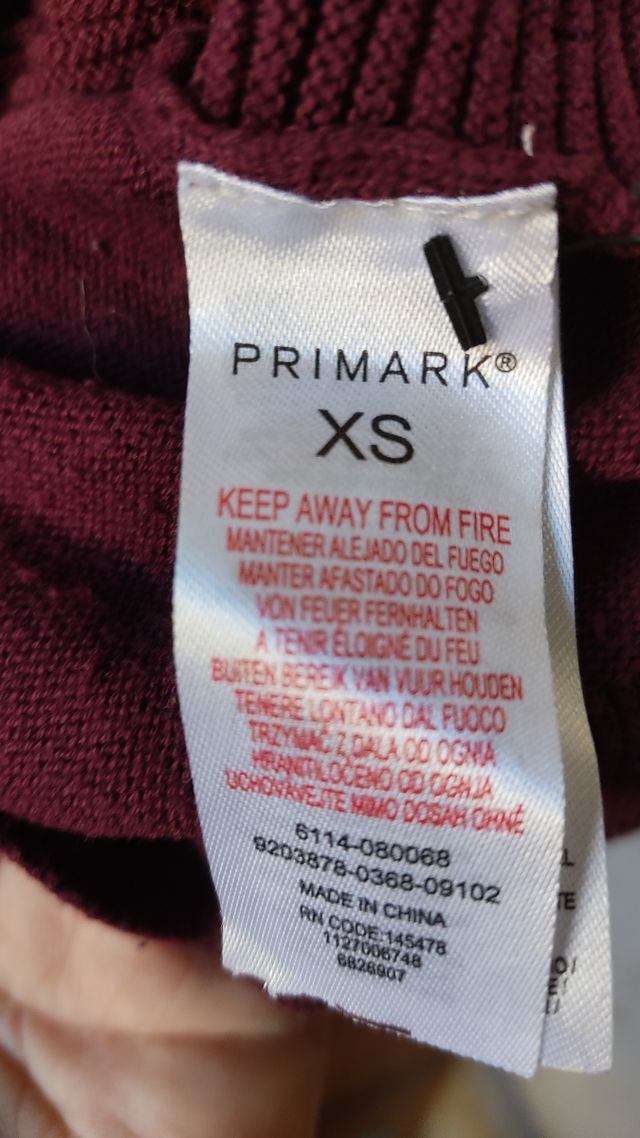 PRIMARK®
XS
KEEP AWAY FROM FIRE
MANTENER ALEJADO DEL FUEGO
MANTER AFASTADO DO FOGO
VON FEUER FERNHALTEN
A TENIR ÉLOIGNÉ DU FEU
BUITEN BEREIK VAN VUUR HOUDEN
TENERE LONTANO DAL FUOCO
TRZYMAĆ Z DALA OD OGNIA
HRANITI LOČENO OD OGNJA
UCHOVÁVEJTE MIMO DOSAH OHNĚ
6114-080068
9203878-0368-09102
MADE IN CHINA
RN CODE:145478
1127006748
6826907